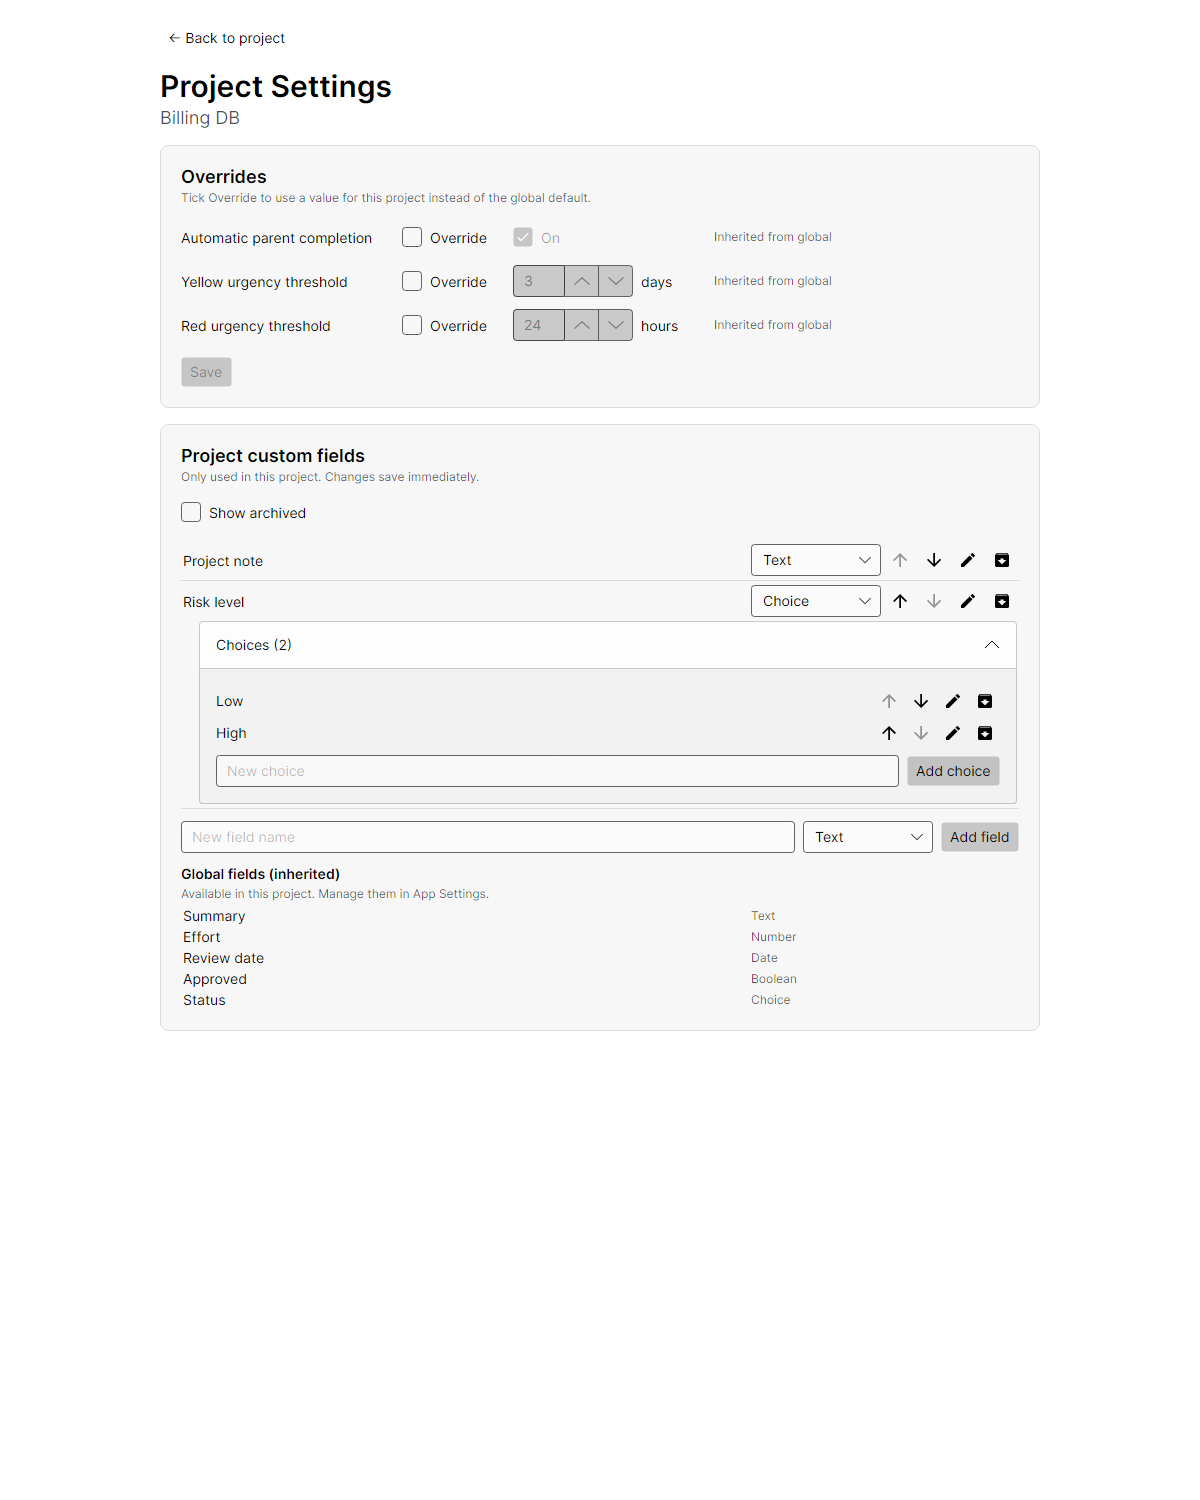 ← Back to project
Project Settings
Billing DB
Overrides
Tick Override to use a value for this project instead of the global default.
Automatic parent completion Override On Inherited from global
Yellow urgency threshold Override 3 days Inherited from global
Red urgency threshold Override 24 hours Inherited from global
Save
Project custom fields
Only used in this project. Changes save immediately.
Show archived
Project note Text
Risk level Choice
Choices (2)
Low
High
New choice Add choice
New field name Text Add field
Global fields (inherited)
Available in this project. Manage them in App Settings.
Summary Text
Effort Number
Review date Date
Approved Boolean
Status Choice